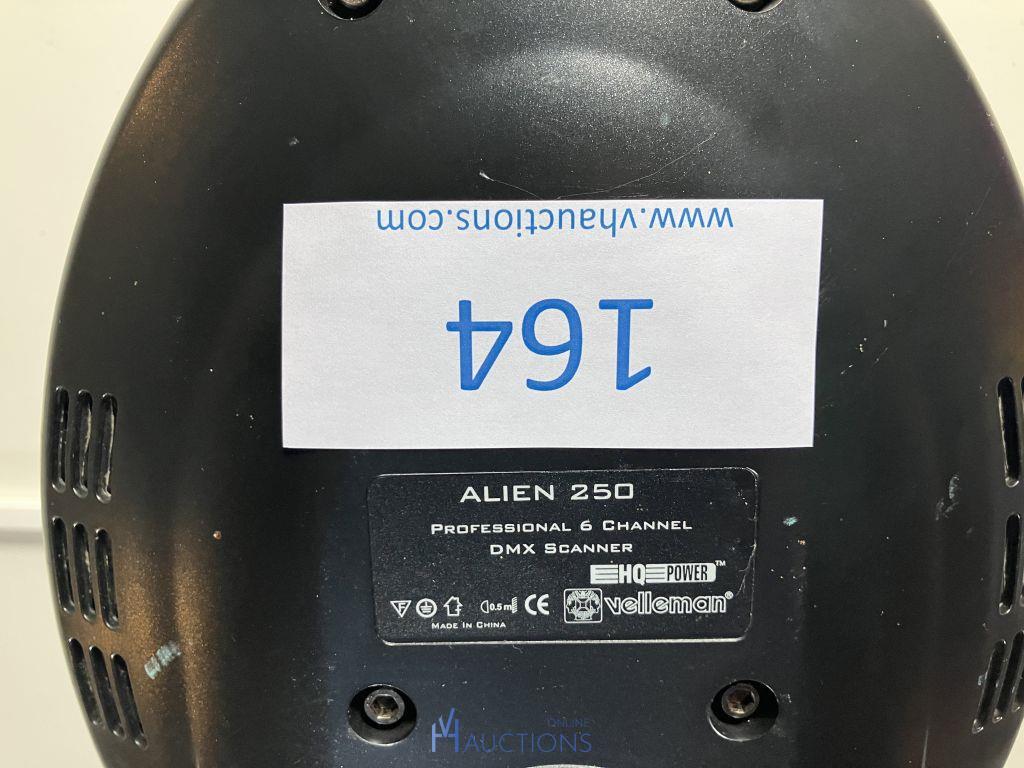 www.vhauctions.com
164
ALIEN 250
PROFESSIONAL 6 CHANNEL
DMX SCANNER
HQ POWER™
F 0.5 m CE velleman®
MADE IN CHINA
VH ONLINE
AUCTIONS